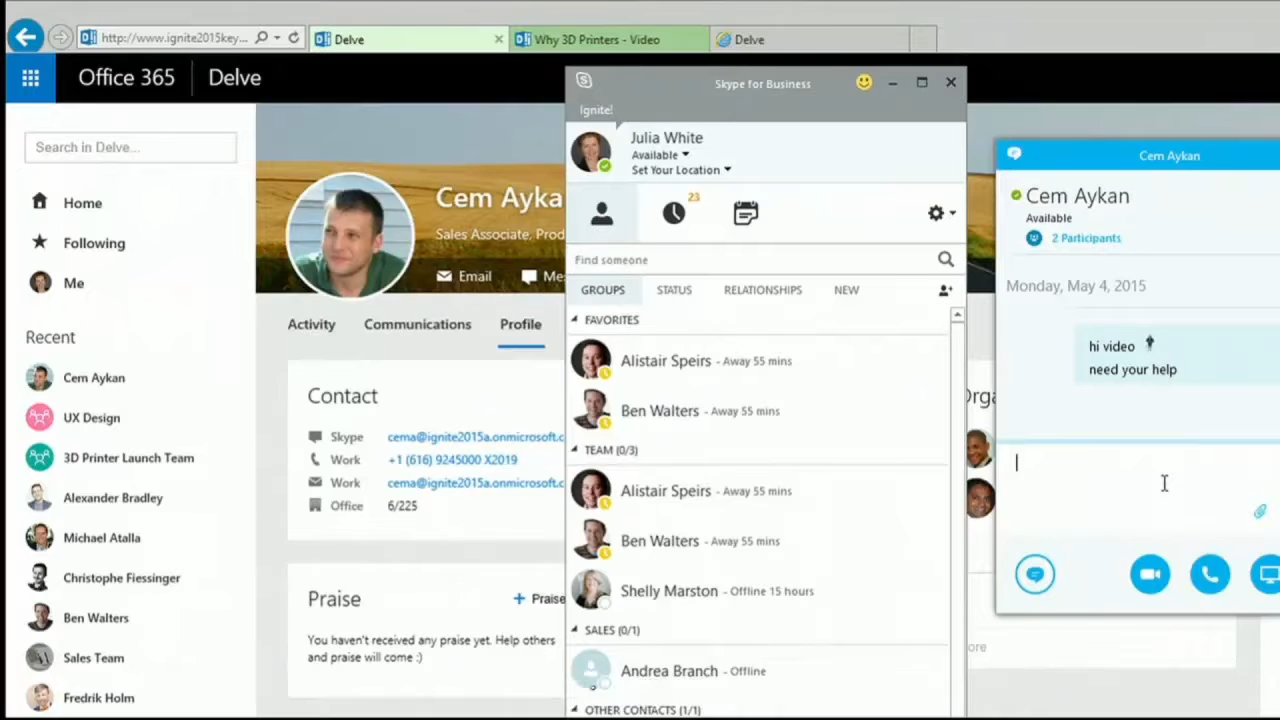 http://www.ignite2015key...
Delve
Why 3D Printers - Video
Delve
Office 365
Delve
Search in Delve...
Home
Following
Me
Recent
Cem Aykan
UX Design
3D Printer Launch Team
Alexander Bradley
Michael Atalla
Christophe Fiessinger
Ben Walters
Sales Team
Fredrik Holm
Cem Ayka
Sales Associate, Prod
Email
Mes
Activity
Communications
Profile
Contact
Skype cema@ignite2015a.onmicrosoft.c
Work +1 (616) 9245000 X2019
Work cema@ignite2015a.onmicrosoft.c
Office 6/225
Praise
+ Praise
You haven't received any praise yet. Help others
and praise will come :)
Skype for Business
Ignite!
Julia White
Available
Set Your Location
23
Find someone
GROUPS STATUS RELATIONSHIPS NEW
FAVORITES
Alistair Speirs - Away 55 mins
Ben Walters - Away 55 mins
TEAM (0/3)
Alistair Speirs - Away 55 mins
Ben Walters - Away 55 mins
Shelly Marston - Offline 15 hours
SALES (0/1)
Andrea Branch - Offline
OTHER CONTACTS (1/1)
Orga
ore
Cem Aykan
Cem Aykan
Available
2 Participants
Monday, May 4, 2015
hi video
need your help